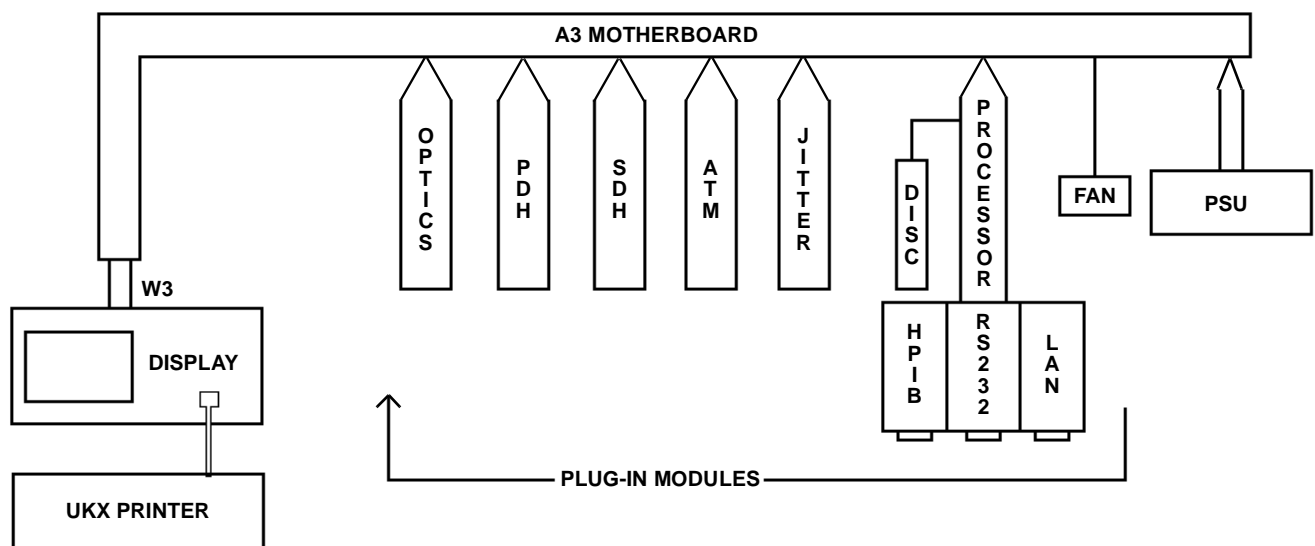 A3 MOTHERBOARD
OPTICS
PDH
SDH
ATM
JITTER
DISC
PROCESSOR
FAN
PSU
W3
DISPLAY
HPIB
RS232
LAN
PLUG-IN MODULES
UKX PRINTER